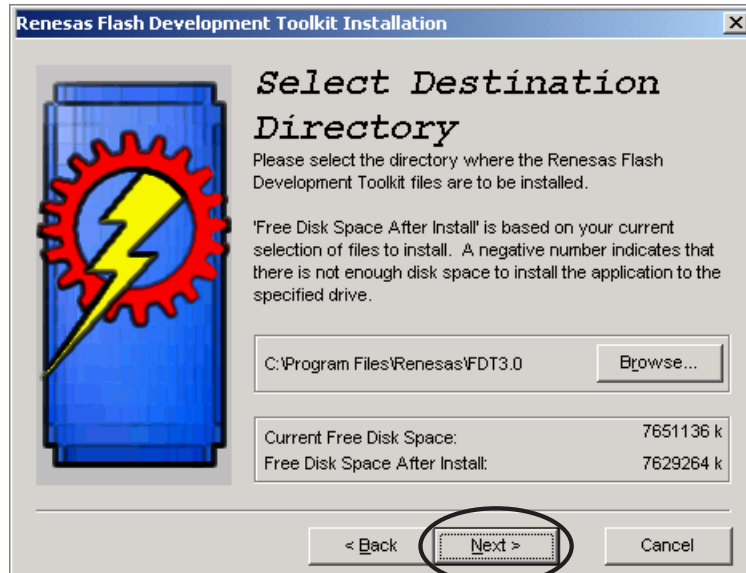 Renesas Flash Development Toolkit Installation
Select Destination
Directory
Please select the directory where the Renesas Flash
Development Toolkit files are to be installed.
'Free Disk Space After Install' is based on your current
selection of files to install.  A negative number indicates that
there is not enough disk space to install the application to the
specified drive.
C:\Program Files\Renesas\FDT3.0
Browse...
Current Free Disk Space: 7651136 k
Free Disk Space After Install: 7629264 k
< Back
Next >
Cancel